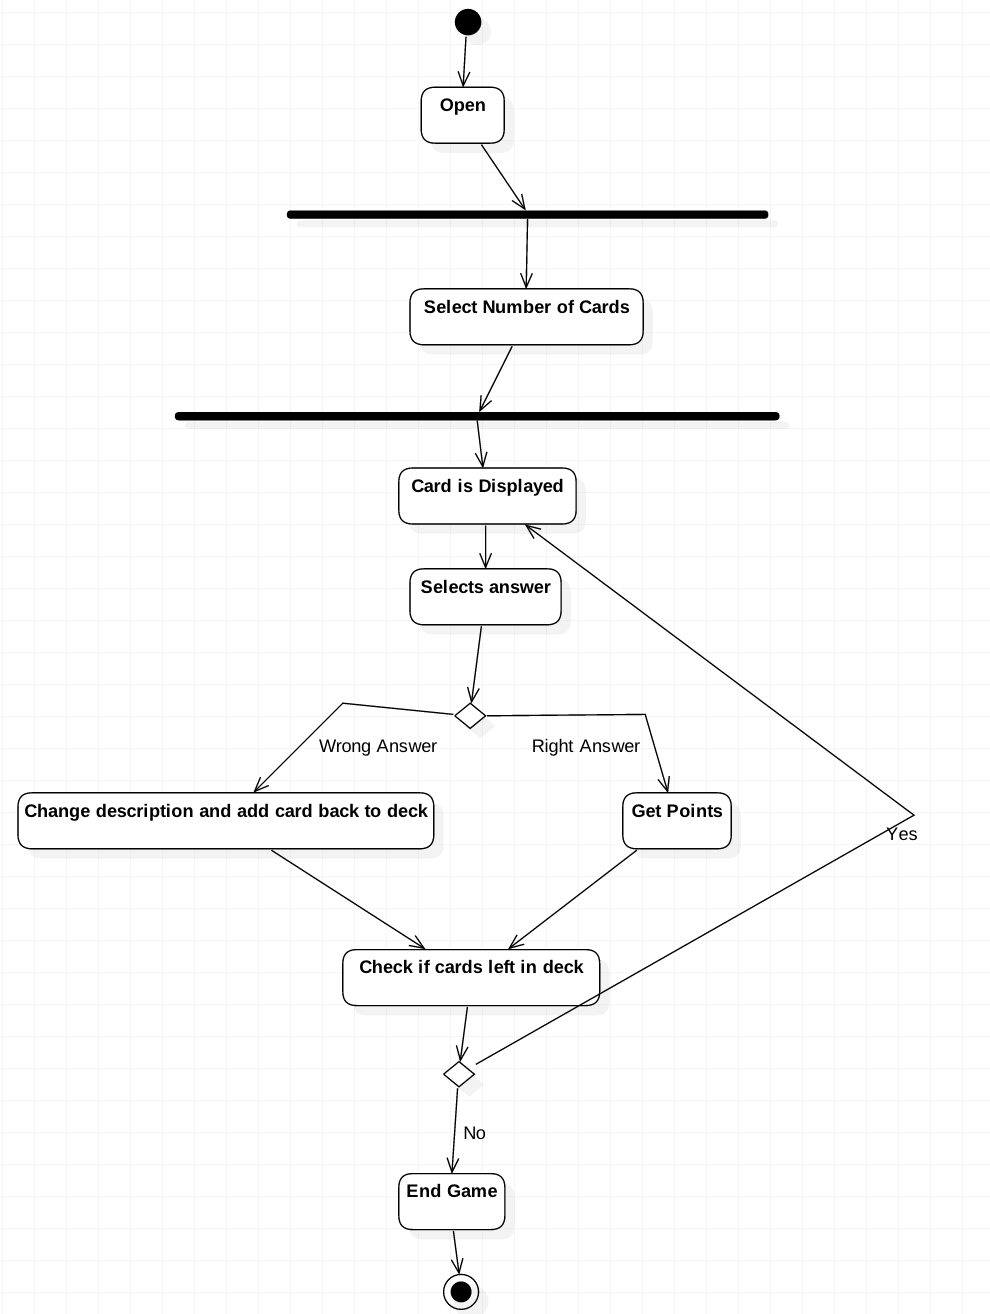 Open
Select Number of Cards
Card is Displayed
Selects answer
Wrong Answer
Right Answer
Change description and add card back to deck
Get Points
Yes
Check if cards left in deck
No
End Game